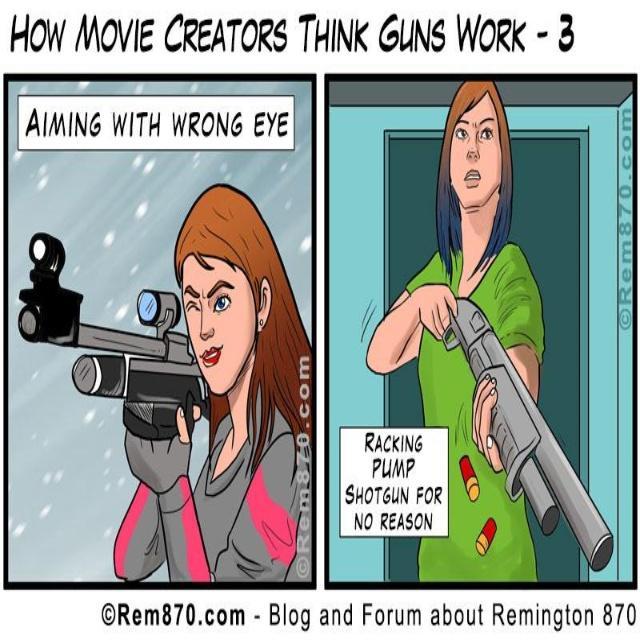 How Movie Creators Think Guns Work - 3
Aiming with wrong eye
©Rem870.com
Racking
pump
shotgun for
no reason
©Rem870.com
©Rem870.com - Blog and Forum about Remington 870